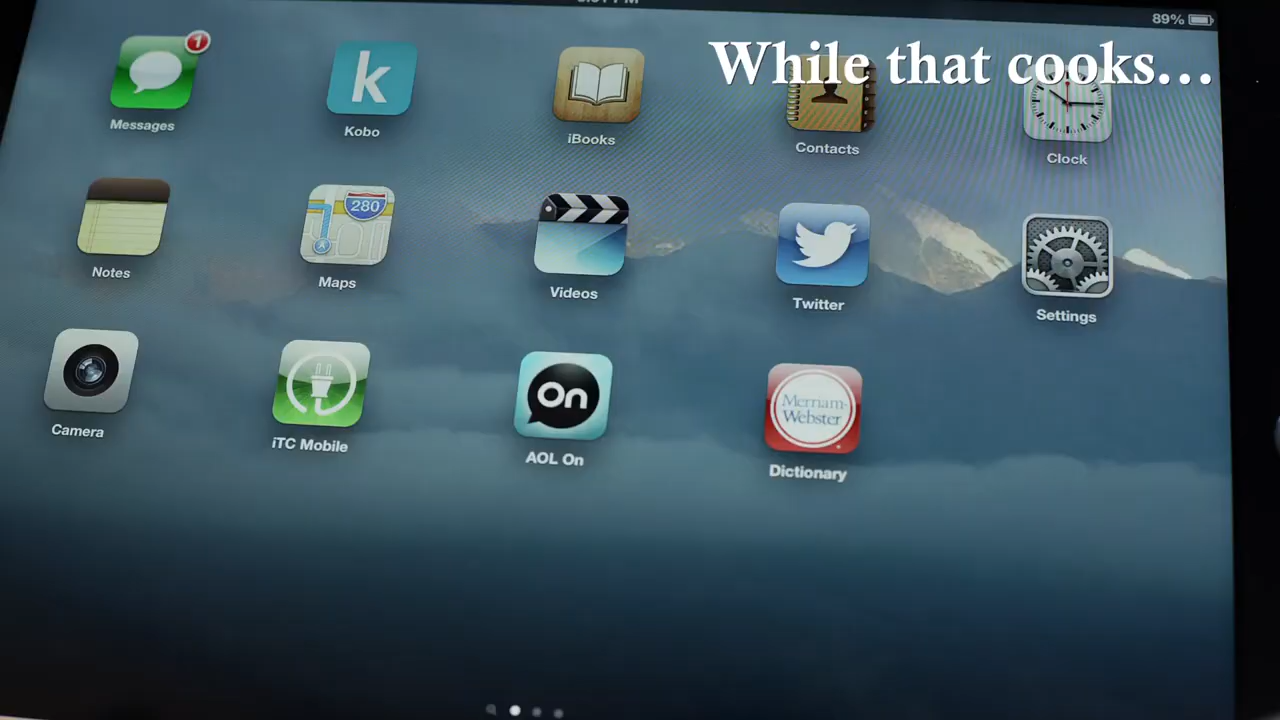 89%
While that cooks...
1
k
Messages
Kobo
iBooks
Contacts
Clock
280
Notes
Maps
Videos
Twitter
Settings
On
Merriam-
Webster
Camera
iTC Mobile
AOL On
Dictionary